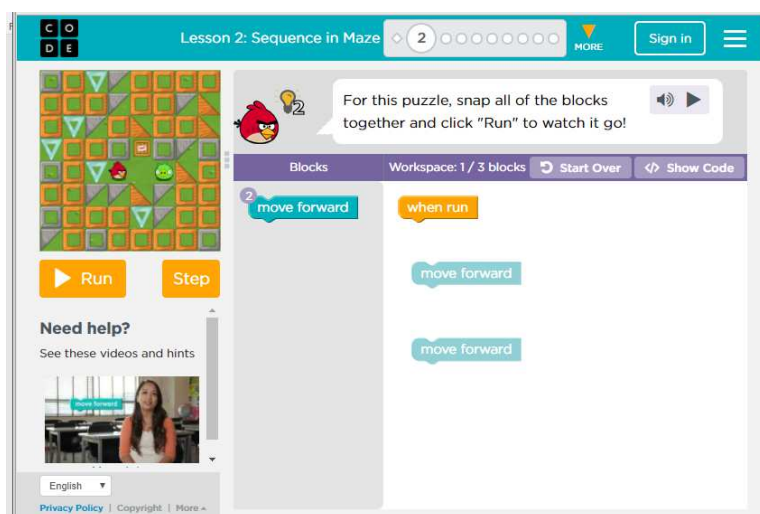 C O
D E
Lesson 2: Sequence in Maze
2
MORE
Sign in
2
For this puzzle, snap all of the blocks
together and click "Run" to watch it go!
Blocks
Workspace: 1 / 3 blocks
Start Over
</> Show Code
2
move forward
when run
move forward
move forward
Run
Step
Need help?
See these videos and hints
move forward
English
Privacy Policy | Copyright | More